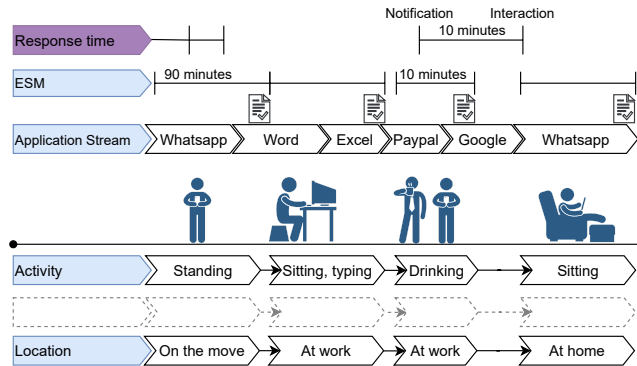 Notification Interaction
Response time 10 minutes
ESM 90 minutes 10 minutes
Application Stream Whatsapp Word Excel Paypal Google Whatsapp
Activity Standing Sitting, typing Drinking Sitting
Location On the move At work At work At home